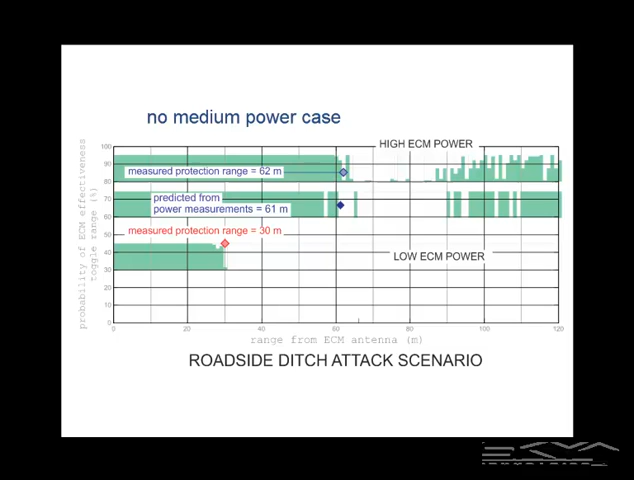 no medium power case
HIGH ECM POWER
measured protection range = 62 m
predicted from
power measurements = 61 m
measured protection range = 30 m
LOW ECM POWER
probability of ECM effectiveness
toggle range (%)
100
90
80
70
60
50
40
30
20
10
0
0
20
40
60
80
100
120
range from ECM antenna (m)
ROADSIDE DITCH ATTACK SCENARIO